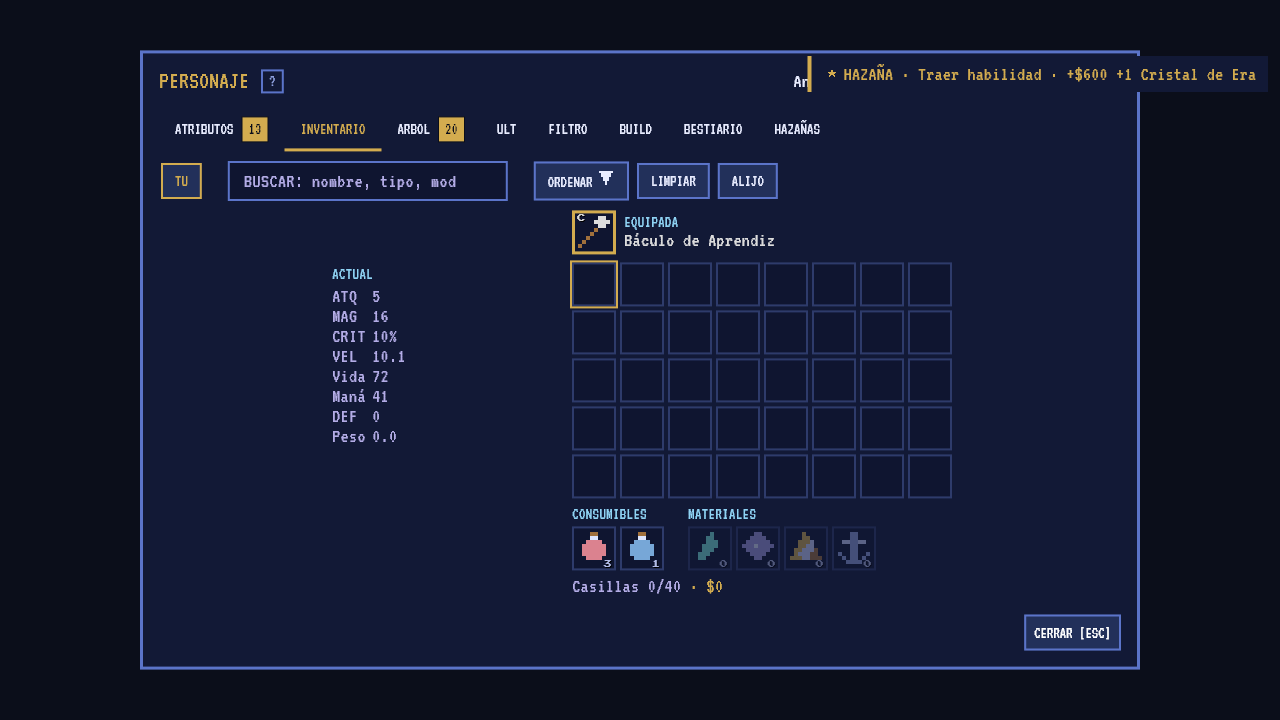 PERSONAJE ?
An
* HAZAÑA · Traer habilidad · +$600 +1 Cristal de Era
ATRIBUTOS 13 INVENTARIO ARBOL 20 ULT FILTRO BUILD BESTIARIO HAZAÑAS
TU BUSCAR: nombre, tipo, mod ORDENAR LIMPIAR ALIJO
C
EQUIPADA
Báculo de Aprendiz
ACTUAL
ATQ 5
MAG 16
CRIT 10%
VEL 10.1
Vida 72
Maná 41
DEF 0
Peso 0.0
CONSUMIBLES MATERIALES
3 1 0 0 0 0
Casillas 0/40 · $0
CERRAR [ESC]